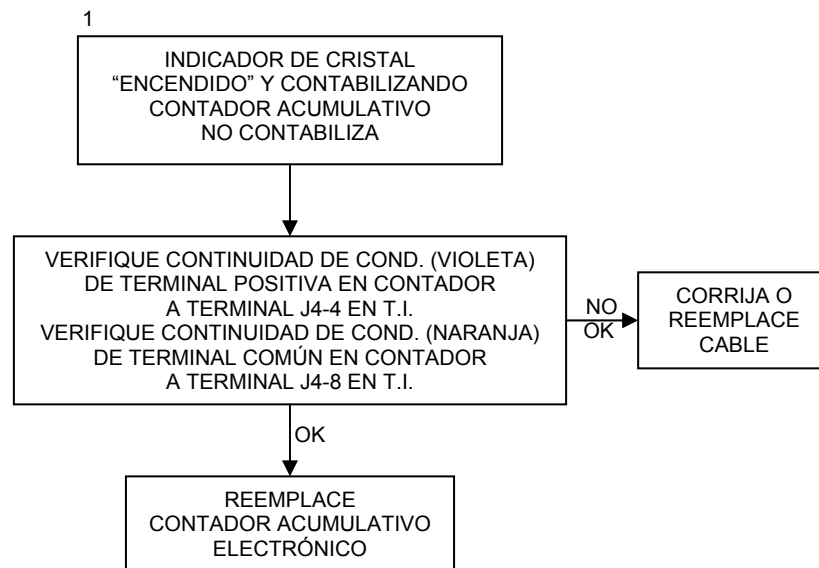 1
INDICADOR DE CRISTAL
“ENCENDIDO” Y CONTABILIZANDO
CONTADOR ACUMULATIVO
NO CONTABILIZA
VERIFIQUE CONTINUIDAD DE COND. (VIOLETA)
DE TERMINAL POSITIVA EN CONTADOR
A TERMINAL J4-4 EN T.I.
VERIFIQUE CONTINUIDAD DE COND. (NARANJA)
DE TERMINAL COMÚN EN CONTADOR
A TERMINAL J4-8 EN T.I.
NO
OK
CORRIJA O
REEMPLACE
CABLE
OK
REEMPLACE
CONTADOR ACUMULATIVO
ELECTRÓNICO